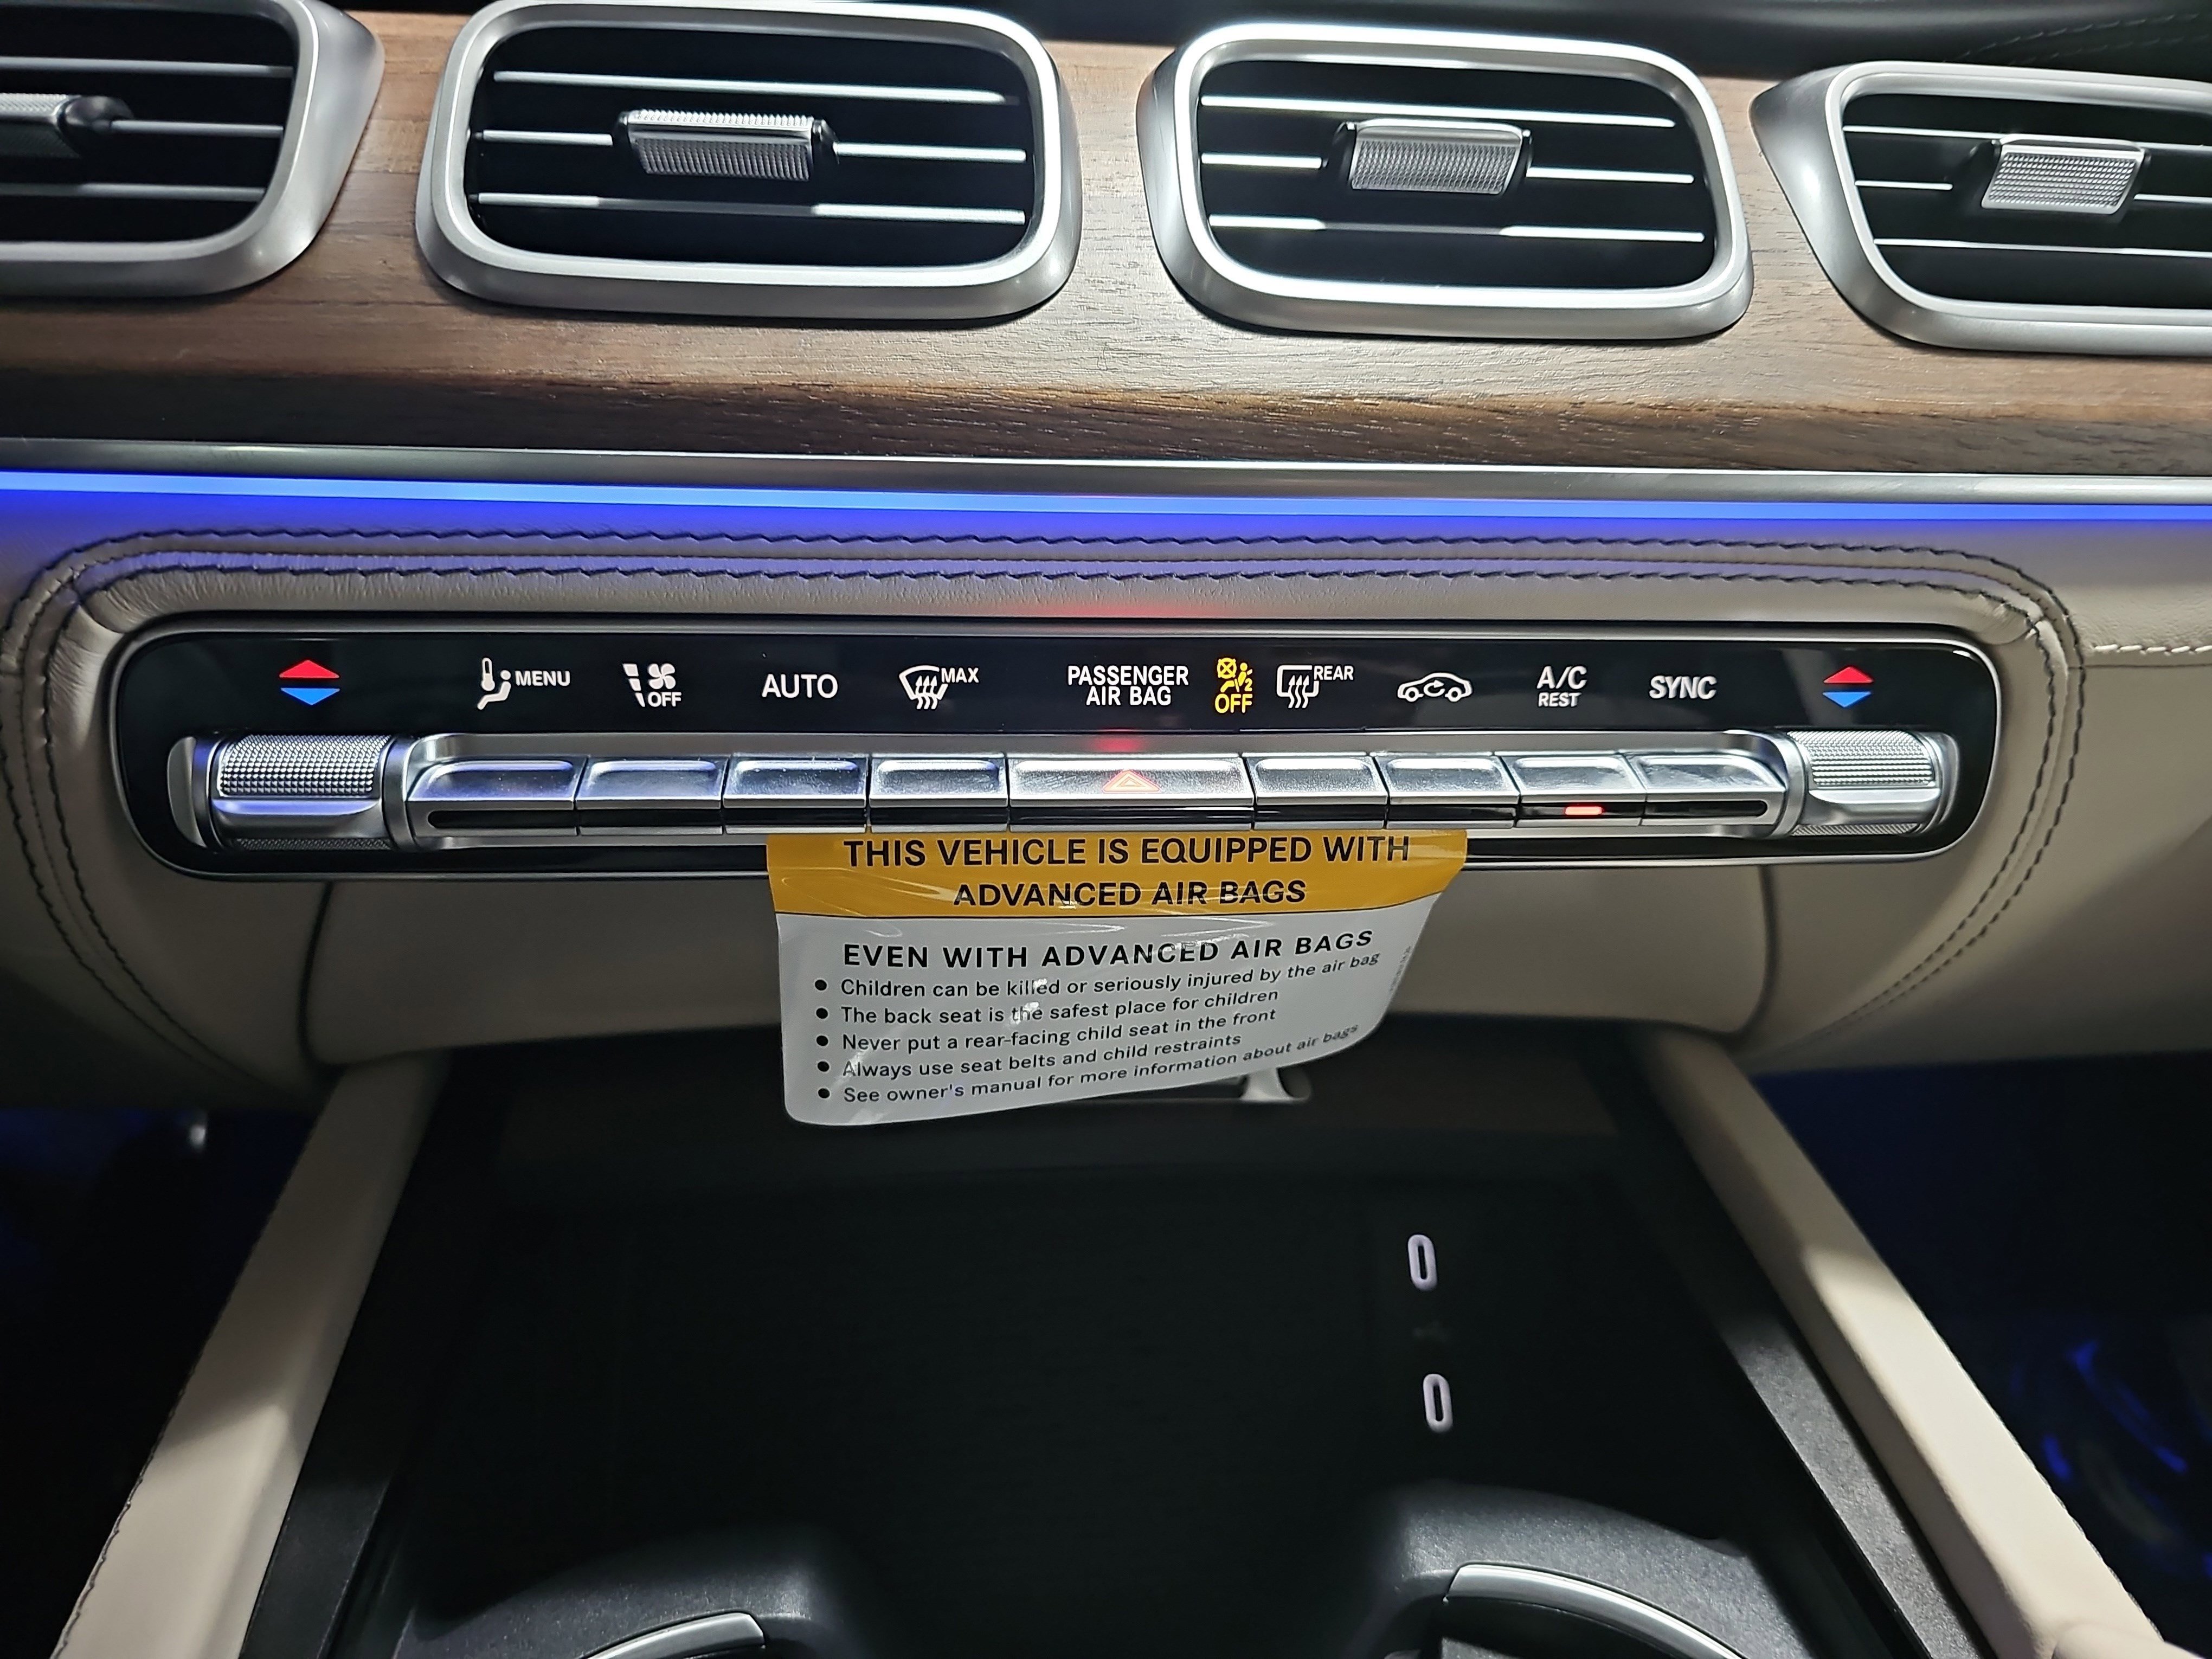 MENU
OFF
AUTO
MAX
PASSENGER
AIR BAG
2
OFF
REAR
A/C
REST
SYNC
THIS VEHICLE IS EQUIPPED WITH
ADVANCED AIR BAGS
EVEN WITH ADVANCED AIR BAGS
● Children can be killed or seriously injured by the air bag
● The back seat is the safest place for children
● Never put a rear-facing child seat in the front
● Always use seat belts and child restraints
● See owner's manual for more information about air bags